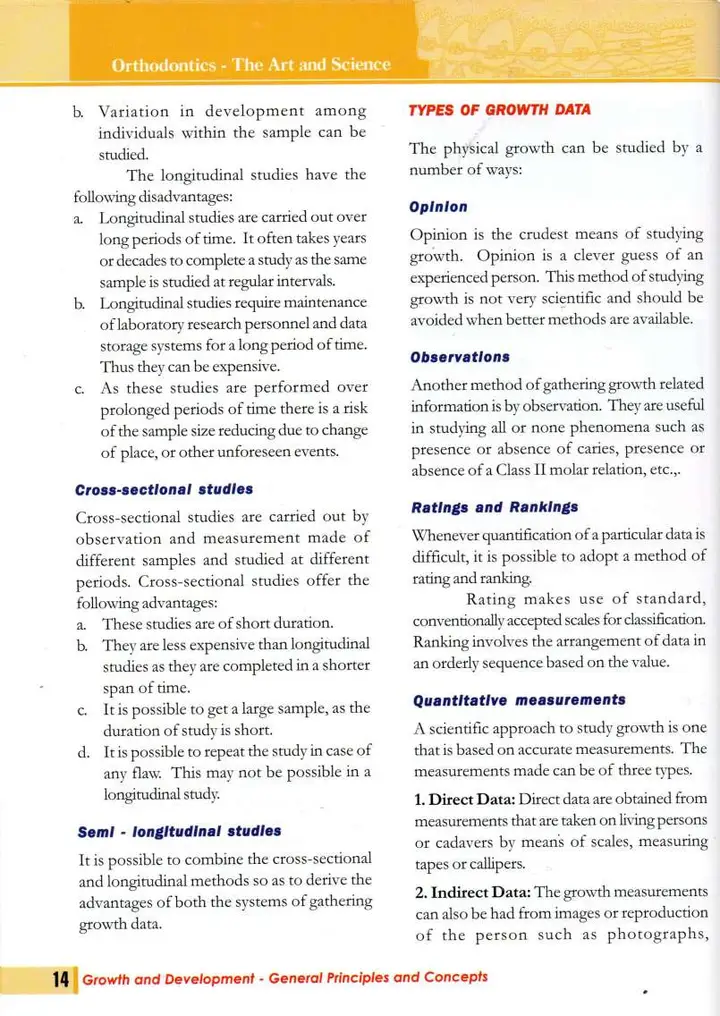 Orthodontics - The Art and Science
b. Variation in development among
individuals within the sample can be
studied.
The longitudinal studies have the
following disadvantages:
a. Longitudinal studies are carried out over
long periods of time. It often takes years
or decades to complete a study as the same
sample is studied at regular intervals.
b. Longitudinal studies require maintenance
of laboratory research personnel and data
storage systems for a long period of time.
Thus they can be expensive.
c. As these studies are performed over
prolonged periods of time there is a risk
of the sample size reducing due to change
of place, or other unforeseen events.
Cross-sectional studies
Cross-sectional studies are carried out by
observation and measurement made of
different samples and studied at different
periods. Cross-sectional studies offer the
following advantages:
a. These studies are of short duration.
b. They are less expensive than longitudinal
studies as they are completed in a shorter
span of time.
c. It is possible to get a large sample, as the
duration of study is short.
d. It is possible to repeat the study in case of
any flaw. This may not be possible in a
longitudinal study.
Semi - longitudinal studies
It is possible to combine the cross-sectional
and longitudinal methods so as to derive the
advantages of both the systems of gathering
growth data.
TYPES OF GROWTH DATA
The physical growth can be studied by a
number of ways:
Opinion
Opinion is the crudest means of studying
growth. Opinion is a clever guess of an
experienced person. This method of studying
growth is not very scientific and should be
avoided when better methods are available.
Observations
Another method of gathering growth related
information is by observation. They are useful
in studying all or none phenomena such as
presence or absence of caries, presence or
absence of a Class II molar relation, etc.,.
Ratings and Rankings
Whenever quantification of a particular data is
difficult, it is possible to adopt a method of
rating and ranking.
Rating makes use of standard,
conventionally accepted scales for classification.
Ranking involves the arrangement of data in
an orderly sequence based on the value.
Quantitative measurements
A scientific approach to study growth is one
that is based on accurate measurements. The
measurements made can be of three types.
1. Direct Data: Direct data are obtained from
measurements that are taken on living persons
or cadavers by means of scales, measuring
tapes or callipers.
2. Indirect Data: The growth measurements
can also be had from images or reproduction
of the person such as photographs,
14 Growth and Development - General Principles and Concepts